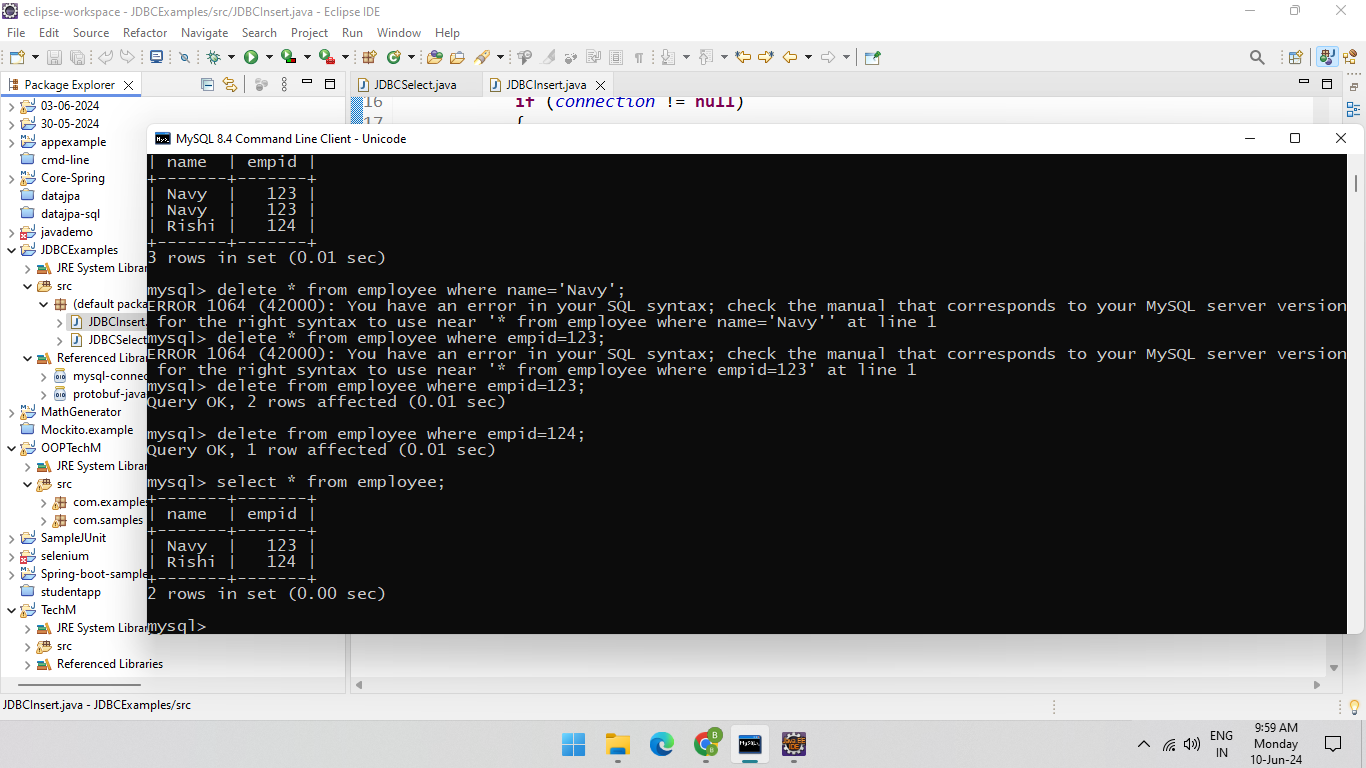 eclipse-workspace - JDBCExamples/src/JDBCInsert.java - Eclipse IDE
File Edit Source Refactor Navigate Search Project Run Window Help
Package Explorer
JDBCSelect.java
JDBCInsert.java
16 if (connection != null)
17 {
03-06-2024
30-05-2024
appexample
cmd-line
Core-Spring
datajpa
datajpa-sql
javademo
JDBCExamples
JRE System Librar
src
(default packa
JDBCInsert.
JDBCSelect
Referenced Librar
mysql-connec
protobuf-java
MathGenerator
Mockito.example
OOPTechM
JRE System Librar
src
com.examples
com.samples
SampleJUnit
selenium
Spring-boot-sample
studentapp
TechM
JRE System Librar
src
Referenced Libraries
MySQL 8.4 Command Line Client - Unicode
| name  | empid |
+-------+-------+
| Navy  |   123 |
| Navy  |   123 |
| Rishi |   124 |
+-------+-------+
3 rows in set (0.01 sec)
mysql> delete * from employee where name='Navy';
ERROR 1064 (42000): You have an error in your SQL syntax; check the manual that corresponds to your MySQL server version
for the right syntax to use near '* from employee where name='Navy'' at line 1
mysql> delete * from employee where empid=123;
ERROR 1064 (42000): You have an error in your SQL syntax; check the manual that corresponds to your MySQL server version
for the right syntax to use near '* from employee where empid=123' at line 1
mysql> delete from employee where empid=123;
Query OK, 2 rows affected (0.01 sec)
mysql> delete from employee where empid=124;
Query OK, 1 row affected (0.01 sec)
mysql> select * from employee;
+-------+-------+
| name  | empid |
+-------+-------+
| Navy  |   123 |
| Rishi |   124 |
+-------+-------+
2 rows in set (0.00 sec)
mysql>
JDBCInsert.java - JDBCExamples/src
ENG
IN
9:59 AM
Monday
10-Jun-24